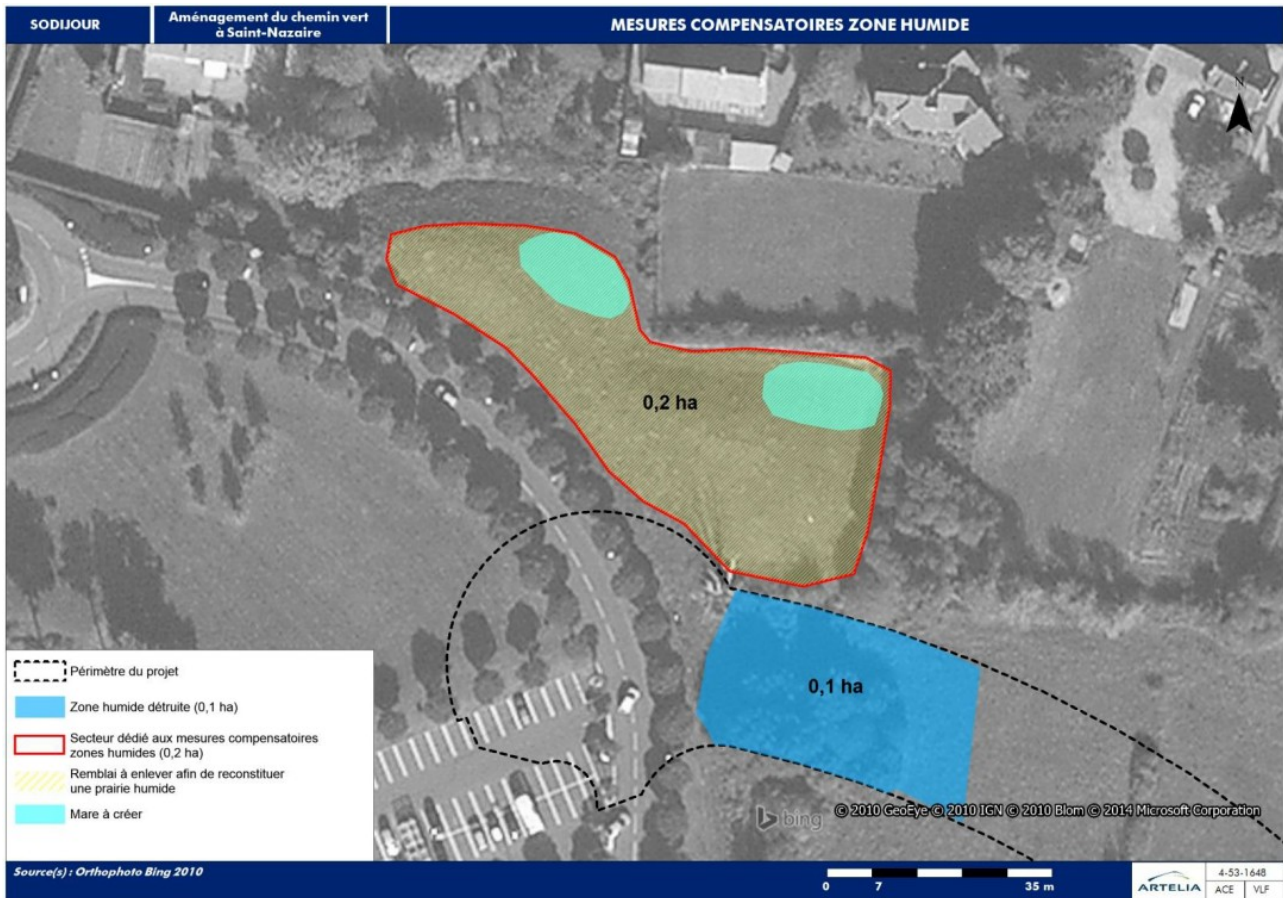 SODIJOUR
Aménagement du chemin vert
à Saint-Nazaire
MESURES COMPENSATOIRES ZONE HUMIDE
N
0,2 ha
0,1 ha
Périmètre du projet
Zone humide détruite (0,1 ha)
Secteur dédié aux mesures compensatoires
zones humides (0,2 ha)
Remblai à enlever afin de reconstituer
une prairie humide
Mare à créer
bing © 2010 GeoEye © 2010 IGN © 2010 Blom © 2014 Microsoft Corporation
Source(s) : Orthophoto Bing 2010
0 7 35 m
ARTELIA
4-53-1648
ACE VLF